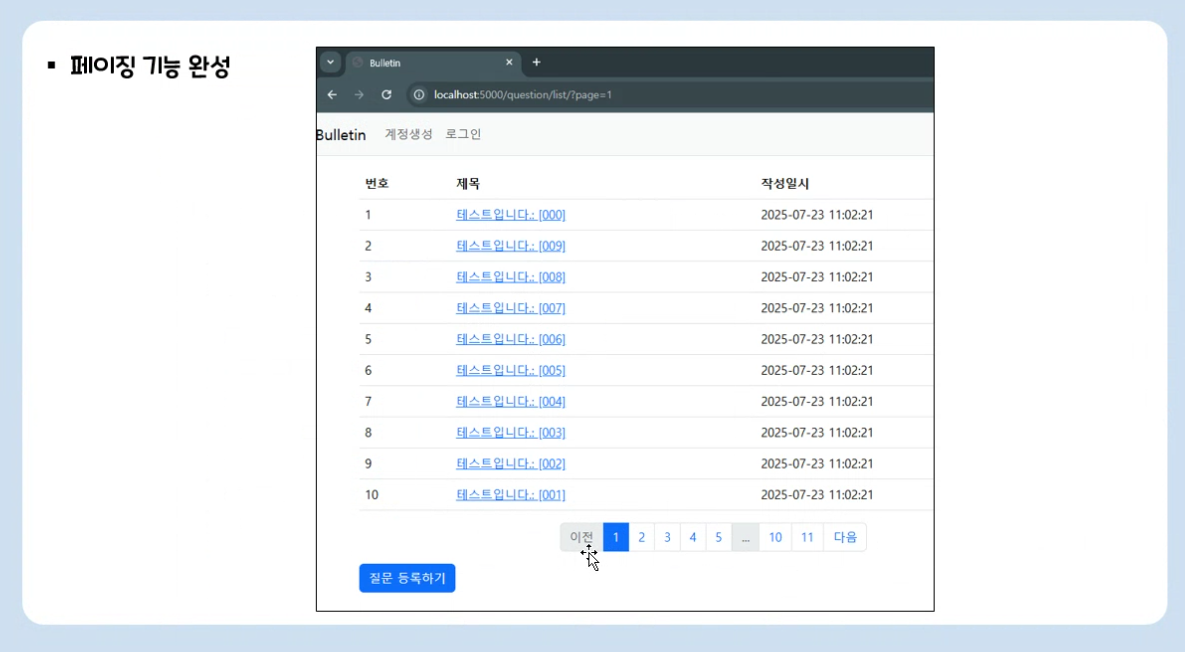 ▪ 페이징 기능 완성
Bulletin
localhost:5000/question/list/?page=1
Bulletin 계정생성 로그인
번호 제목 작성일시
1 테스트입니다.: [000] 2025-07-23 11:02:21
2 테스트입니다.: [009] 2025-07-23 11:02:21
3 테스트입니다.: [008] 2025-07-23 11:02:21
4 테스트입니다.: [007] 2025-07-23 11:02:21
5 테스트입니다.: [006] 2025-07-23 11:02:21
6 테스트입니다.: [005] 2025-07-23 11:02:21
7 테스트입니다.: [004] 2025-07-23 11:02:21
8 테스트입니다.: [003] 2025-07-23 11:02:21
9 테스트입니다.: [002] 2025-07-23 11:02:21
10 테스트입니다.: [001] 2025-07-23 11:02:21
이전 1 2 3 4 5 ... 10 11 다음
질문 등록하기